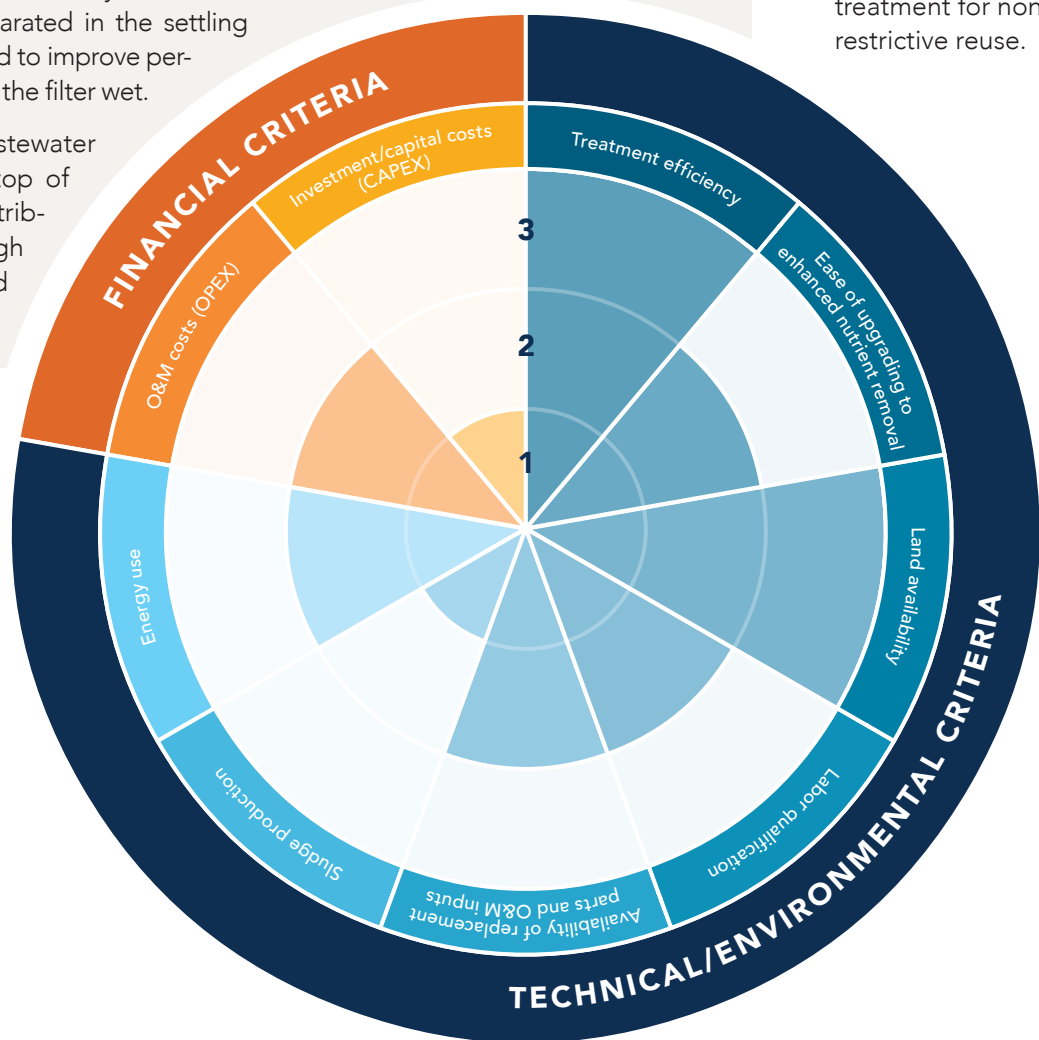 arated in the settling
d to improve per-
the filter wet.
stewater
top of
trib-
gh
d
treatment for non
restrictive reuse.
FINANCIAL CRITERIA
Investment/capital costs
(CAPEX)
O&M costs (OPEX)
Treatment efficiency
Ease of upgrading to
enhanced nutrient removal
Land availability
Labor qualification
Availability of replacement
parts and O&M inputs
Sludge production
Energy use
3
2
1
TECHNICAL/ENVIRONMENTAL CRITERIA